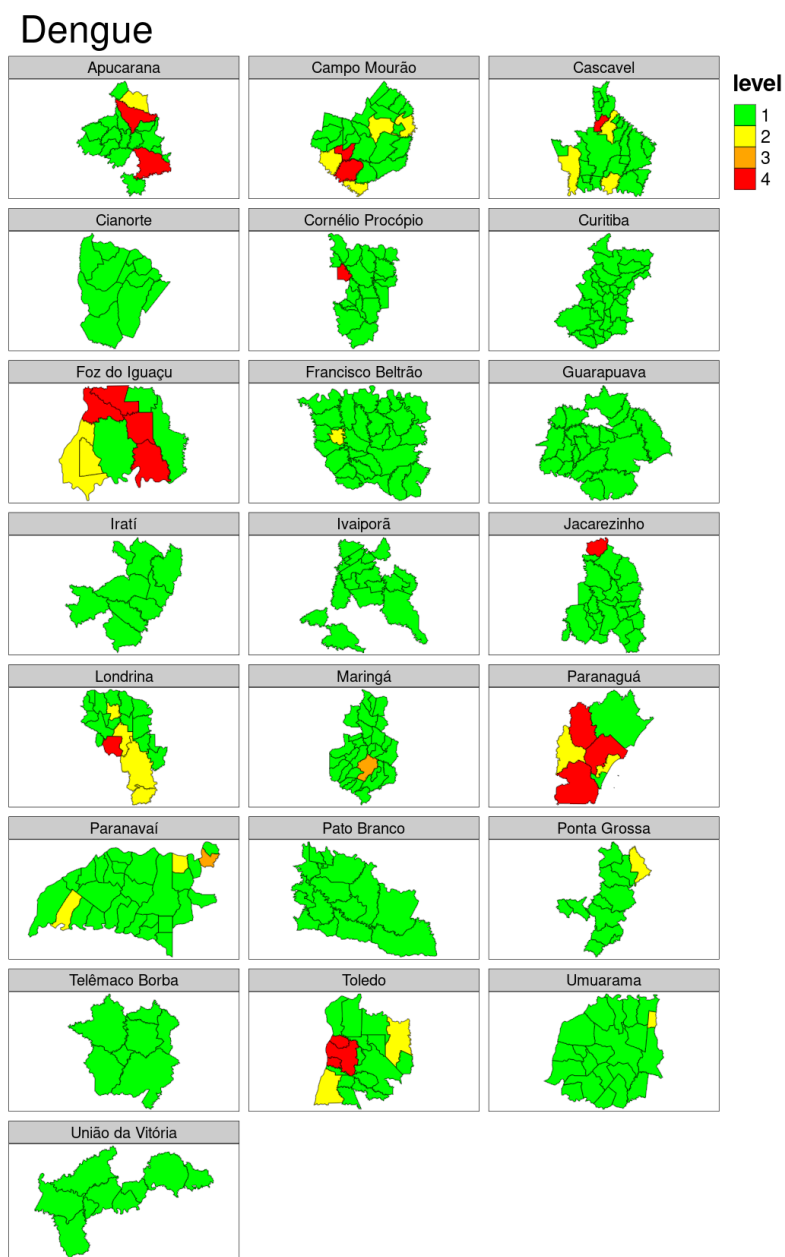 Dengue
Apucarana
Campo Mourão
Cascavel
level
1
2
3
4
Cianorte
Cornélio Procópio
Curitiba
Foz do Iguaçu
Francisco Beltrão
Guarapuava
Iratí
Ivaiporã
Jacarezinho
Londrina
Maringá
Paranaguá
Paranavaí
Pato Branco
Ponta Grossa
Telêmaco Borba
Toledo
Umuarama
União da Vitória